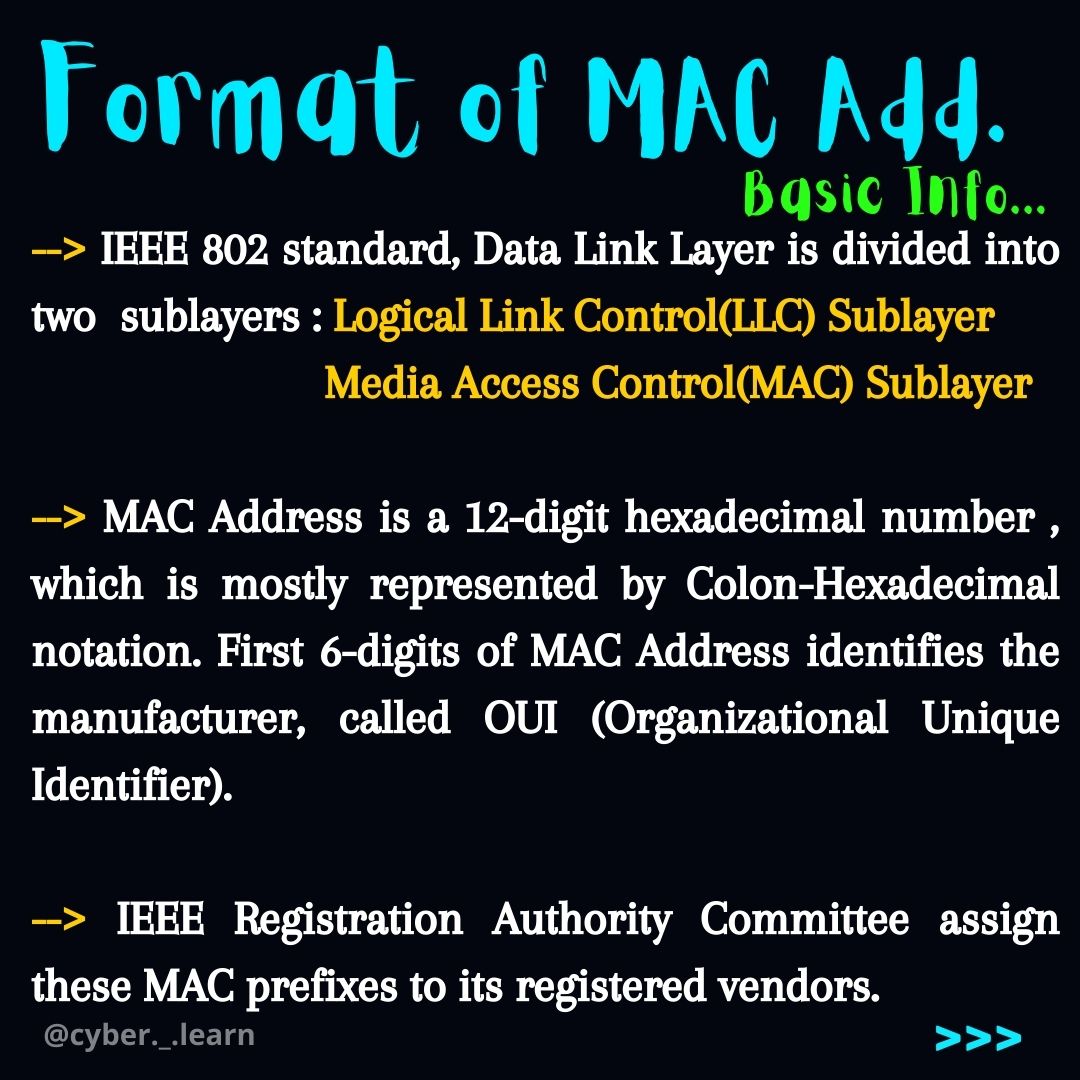 Format of MAC Add.
Basic Info...
--> IEEE 802 standard, Data Link Layer is divided into
two sublayers : Logical Link Control(LLC) Sublayer
Media Access Control(MAC) Sublayer
--> MAC Address is a 12-digit hexadecimal number ,
which is mostly represented by Colon-Hexadecimal
notation. First 6-digits of MAC Address identifies the
manufacturer, called OUI (Organizational Unique
Identifier).
--> IEEE Registration Authority Committee assign
these MAC prefixes to its registered vendors.
@cyber._.learn
>>>